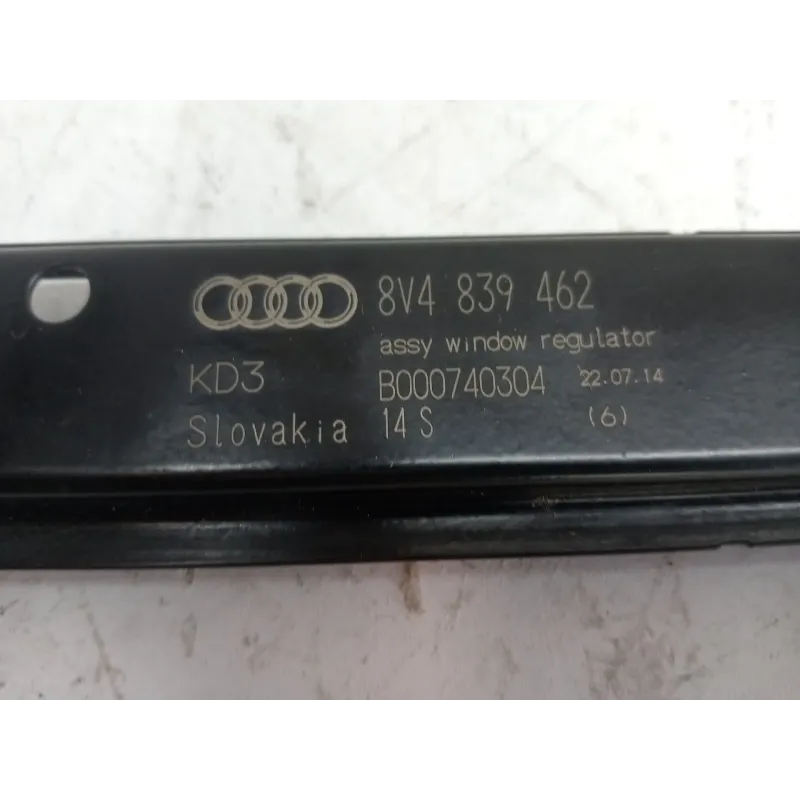 8V4 839 462
assy window regulator
KD3 B000740304 22.07.14
Slovakia 14 S (6)